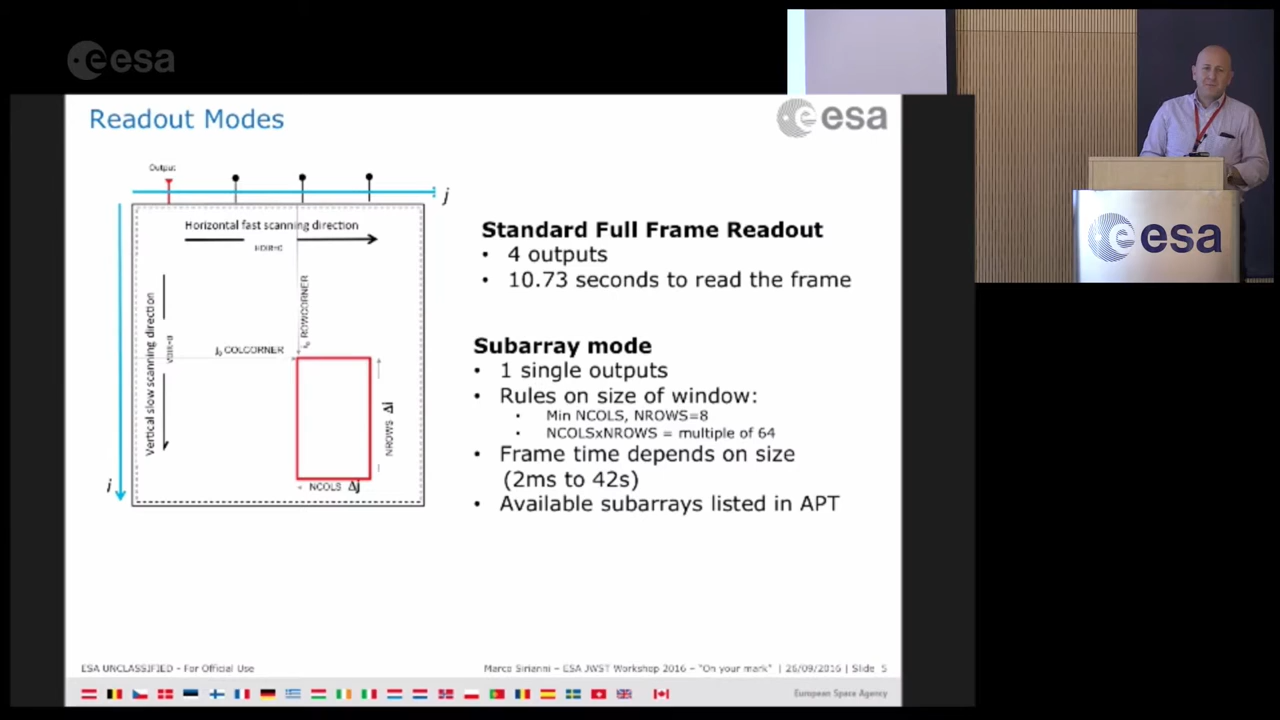 esa
Readout Modes
esa
Output
j
Horizontal fast scanning direction
Vertical slow scanning direction
ROWCORNER
j₀ COLCORNER
NROWS Δi
NCOLS Δj
i
Standard Full Frame Readout
• 4 outputs
• 10.73 seconds to read the frame
Subarray mode
• 1 single outputs
• Rules on size of window:
• Min NCOLS, NROWS=8
• NCOLSxNROWS = multiple of 64
• Frame time depends on size
(2ms to 42s)
• Available subarrays listed in APT
ESA UNCLASSIFIED - For Official Use
Marco Sirianni – ESA JWST Workshop 2016 – "On your mark" | 26/09/2016 | Slide 5
European Space Agency
esa